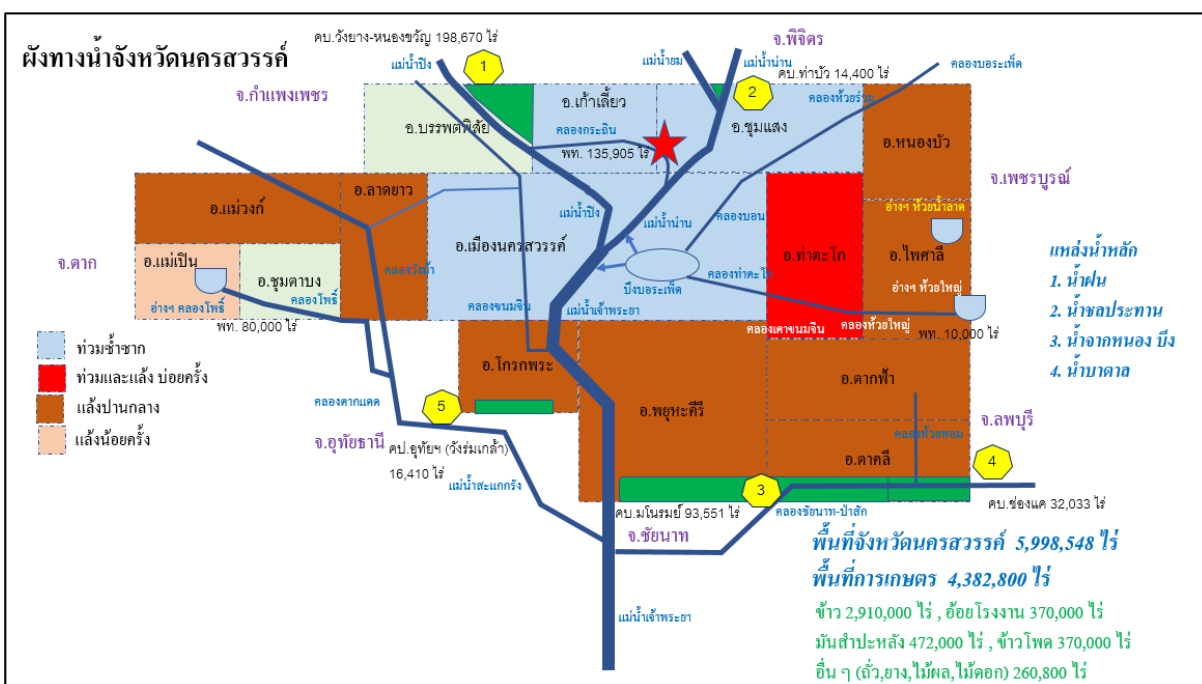 คบ.วังยาง-หนองขวัญ 198,670 ไร่
ผังทางน้ำจังหวัดนครสวรรค์
แม่น้ำปิง
1
แม่น้ำยม
จ.พิจิตร
แม่น้ำน่าน
คลองบอระเพ็ด
คบ.ท่าบัว 14,400 ไร่
2
จ.กำแพงเพชร
อ.บรรพตพิสัย
อ.เก้าเลี้ยว
คลองกระถิน
พท. 135,905 ไร่
อ.ชุมแสง
คลองห้วยร่วม
อ.หนองบัว
จ.เพชรบูรณ์
อ.ลาดยาว
อ.แม่วงก์
แม่น้ำปิง
แม่น้ำน่าน
คลองบอน
อ่างฯ ห้วยน้ำลาด
อ.เมืองนครสวรรค์
อ.ท่าตะโก
อ.ไพศาลี
จ.ตาก
อ.แม่เปิน
อ.ชุมตาบง
คลองวังม้า
บึงบอระเพ็ด
คลองท่าตะโก
อ่างฯ ห้วยใหญ่
อ่างฯ คลองโพธิ์
คลองโพธิ์
คลองขนมจีน
แม่น้ำเจ้าพระยา
พท. 80,000 ไร่
คลองเตาขนมจีน
คลองห้วยใหญ่
พท. 10,000 ไร่
แหล่งน้ำหลัก
1. น้ำฝน
2. น้ำชลประทาน
3. น้ำจากหนอง บึง
4. น้ำบาดาล
ท่วมซ้ำซาก
ท่วมและแล้ง บ่อยครั้ง
แล้งปานกลาง
แล้งน้อยครั้ง
อ.โกรกพระ
อ.พยุหะคีรี
อ.ตากฟ้า
คลองตากแดด
5
จ.ลพบุรี
คลองห้วยหอม
อ.ตาคลี
4
จ.อุทัยธานี
คป.อุทัยฯ (วังร่มเกล้า)
16,410 ไร่
แม่น้ำสะแกกรัง
3
คบ.มโนรมย์ 93,551 ไร่
คลองชัยนาท-ป่าสัก
คบ.ช่องแค 32,033 ไร่
จ.ชัยนาท
แม่น้ำเจ้าพระยา
พื้นที่จังหวัดนครสวรรค์ 5,998,548 ไร่
พื้นที่การเกษตร 4,382,800 ไร่
ข้าว 2,910,000 ไร่ , อ้อยโรงงาน 370,000 ไร่
มันสำปะหลัง 472,000 ไร่ , ข้าวโพด 370,000 ไร่
อื่น ๆ (ถั่ว,ยาง,ไม้ผล,ไม้ดอก) 260,800 ไร่